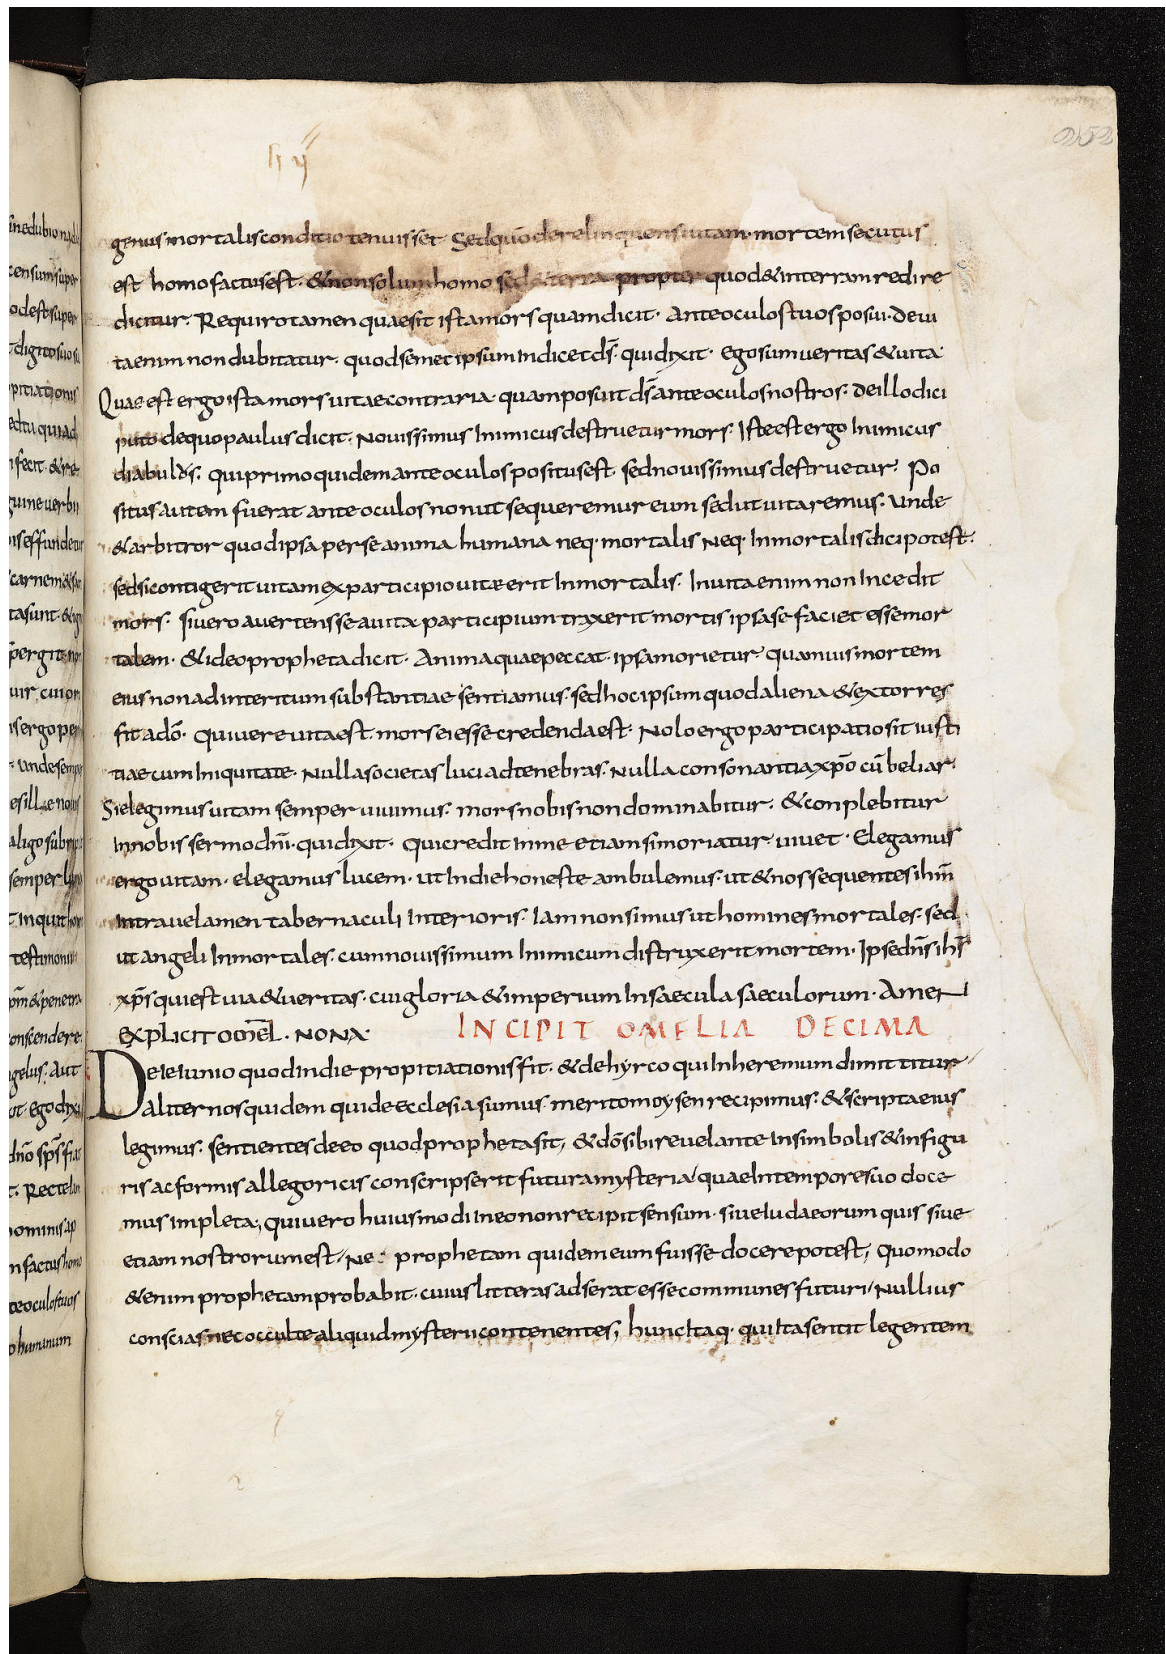 252
genus mortalis conditio tenuisset. Sed quō derelinquens uitam. mortem secutus
est homo factus est. & non solum homo sed & terra propter quod & in terram redire
dicitur. Requiro tamen quae sit ista mors quam dicit. Ante oculos tuos posui. de ui
ta enim non dubitatur. quod semet ipsum indicet dS̄. qui dixit. ego sum ueritas & uita.
Quae est ergo ista mors uitae contraria quam posuit dS̄ ante oculos nostros. de illo dici
puto de quo paulus dicit. Nouissimus Inimicus destruetur mors. Iste est ergo Inimicus
diabulus. qui primo quidem ante oculos positus est. sed nouissimus destruetur. Po
situs autem fuerat ante oculos non ut sequeremur eum sed ut uitaremus. Unde
& arbitror quod ipsa per se anima humana neq· mortalis Neq· Inmortalis dici potest.
sed si contigerit uitam ex participio uitae erit Inmortalis. In uita enim non Incedit
mors. si uero auertens se a uita participium traxerit mortis ipsa se faciet esse mor
talem. & ideo propheta dicit. Anima quae peccat. ipsa morietur quamuis mortem
eius non ad interitum substantiae sentiamus. sed hoc ipsum quod aliena & extorres
fit a dō. qui uere uita est. mors ei esse credenda est. Nolo ergo participatio sit iusti
tiae cum Iniquitate. Nulla societas luci ad tenebras. Nulla consonantia xp̄o cū beliar.
Si elegimus uitam semper uiuimus. mors nobis non dominabitur. & conplebitur
In nobis sermo dnī. qui dixit. qui credit In me etiam si moriatur uiuet. Elegamus
ergo uitam. elegamus lucem. ut In die honeste ambulemus. ut & nos sequentes ihm̄
Intra uelamen tabernaculi Interioris. Iam non simus ut homines mortales. sed
ut angeli Inmortales. cum nouissimum Inimicum distruxerit mortem. Ipse dnS̄ ihS̄
xpS̄ qui est uia & ueritas. cui gloria & imperium In saecula saeculorum. Amen
EXPLICIT OMĒL. NONA. INCIPIT OMELIA DECIMA
De ieiunio quod in die propitiationis fit. & de hyrco qui In heremum dimittitur
aliter nos quidem qui de ecclesia sumus. merito moysen recipimus. & scripta eius
legimus. sentientes de eo quod propheta sit, & dō sibi reuelante In simbolis & in figu
ris ac formis allegoricis conscripserit futura mysteria quae In tempore suo doce
mus impleta, qui uero huiusmodi In eo non recipit sensum. siue Iudaeorum quis siue
etiam nostrorum est, Ne prophetam quidem eum fuisse docere potest, quomodo
& enim prophetam probabit. cuius litteras adserat esse communes futuri Nullius
conscias nec occulte aliquid mysterii contenentes, hunc Itaq· qui Ita sentit legentem